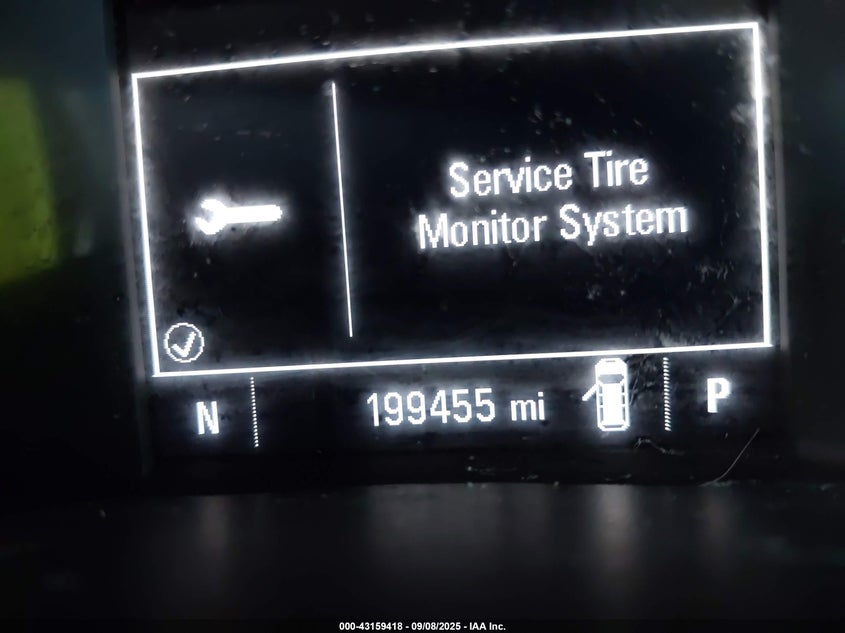 Service Tire
Monitor System
N 199455 mi P
000-43159418 - 09/08/2025 - IAA Inc.